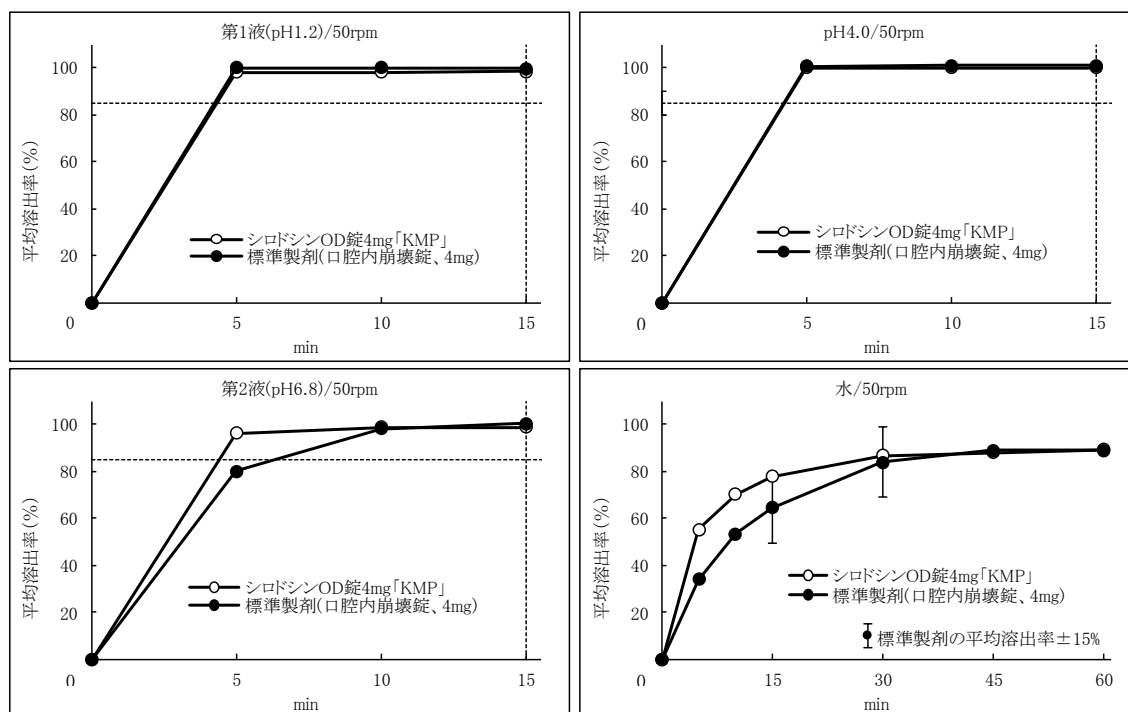 第1液(pH1.2)/50rpm
平均溶出率(%)
100
80
60
40
20
0
5
10
15
min
シロドシンOD錠4mg「KMP」
標準製剤(口腔内崩壊錠、4mg)
pH4.0/50rpm
平均溶出率(%)
100
80
60
40
20
0
5
10
15
min
シロドシンOD錠4mg「KMP」
標準製剤(口腔内崩壊錠、4mg)
第2液(pH6.8)/50rpm
平均溶出率(%)
100
80
60
40
20
0
5
10
15
min
シロドシンOD錠4mg「KMP」
標準製剤(口腔内崩壊錠、4mg)
水/50rpm
平均溶出率(%)
100
80
60
40
20
0
15
30
45
60
min
シロドシンOD錠4mg「KMP」
標準製剤(口腔内崩壊錠、4mg)
標準製剤の平均溶出率±15%